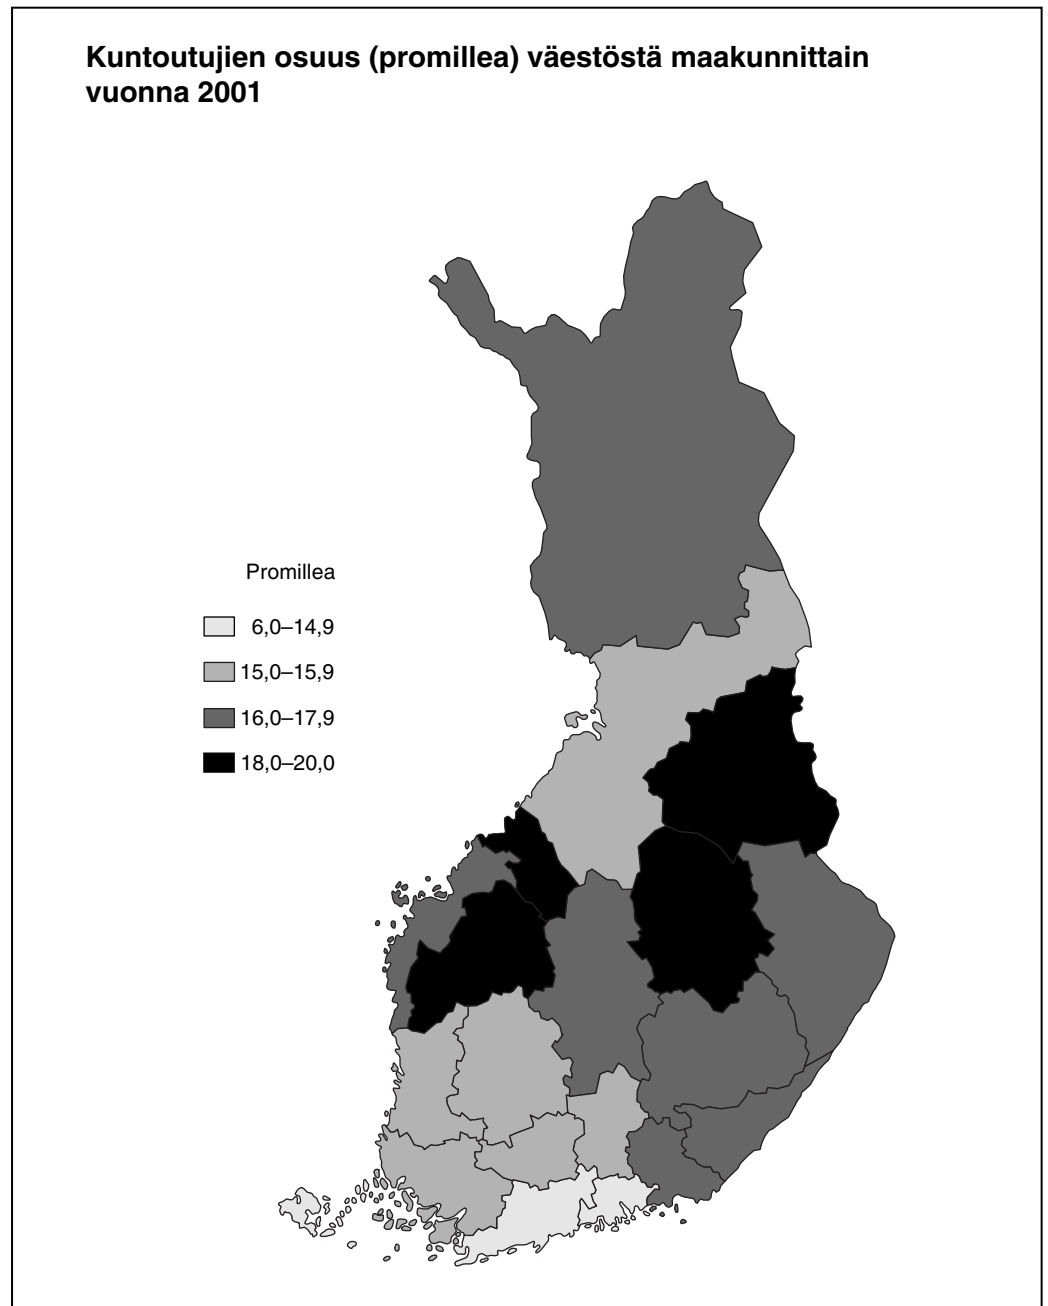 Kuntoutujien osuus (promillea) väestöstä maakunnittain
vuonna 2001
Promillea
6,0–14,9
15,0–15,9
16,0–17,9
18,0–20,0